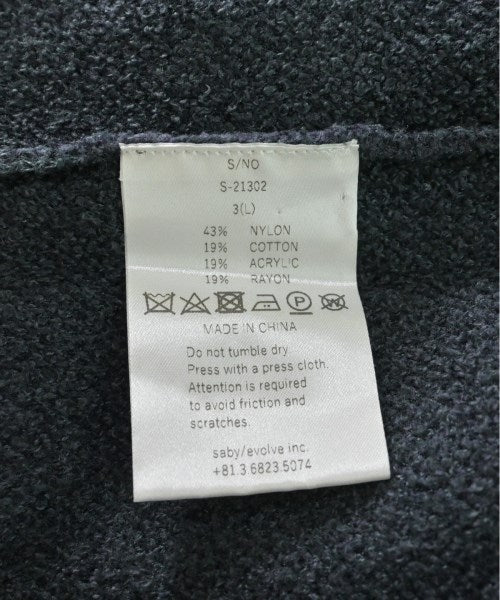 S/NO
S-21302
3(L)
43% NYLON
19% COTTON
19% ACRYLIC
19% RAYON
P W
MADE IN CHINA
Do not tumble dry.
Press with a press cloth.
Attention is required
to avoid friction and
scratches.
saby/evolve inc.
+81.3.6823.5074